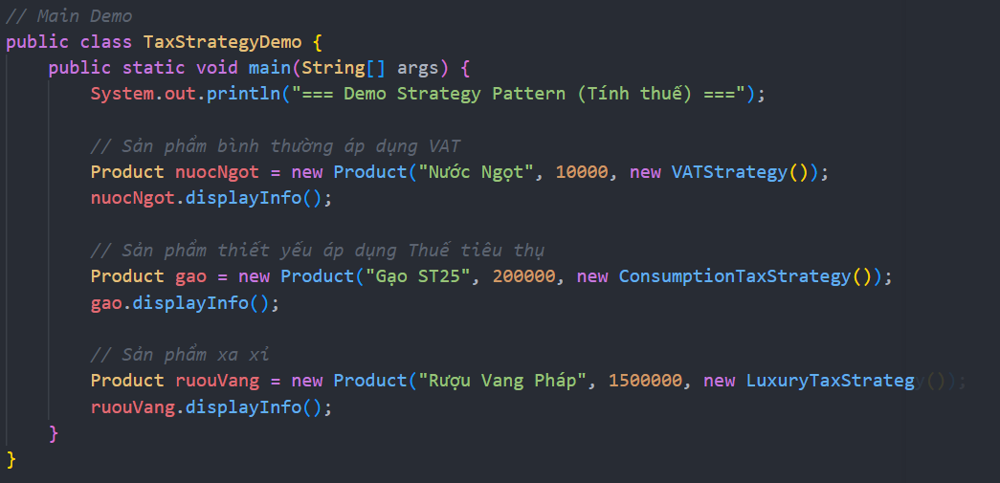 // Main Demo
public class TaxStrategyDemo {
    public static void main(String[] args) {
        System.out.println("=== Demo Strategy Pattern (Tính thuế) ===");

        // Sản phẩm bình thường áp dụng VAT
        Product nuocNgot = new Product("Nước Ngọt", 10000, new VATStrategy());
        nuocNgot.displayInfo();

        // Sản phẩm thiết yếu áp dụng Thuế tiêu thụ
        Product gao = new Product("Gạo ST25", 200000, new ConsumptionTaxStrategy());
        gao.displayInfo();

        // Sản phẩm xa xỉ
        Product ruouVang = new Product("Rượu Vang Pháp", 1500000, new LuxuryTaxStrategy());
        ruouVang.displayInfo();
    }
}